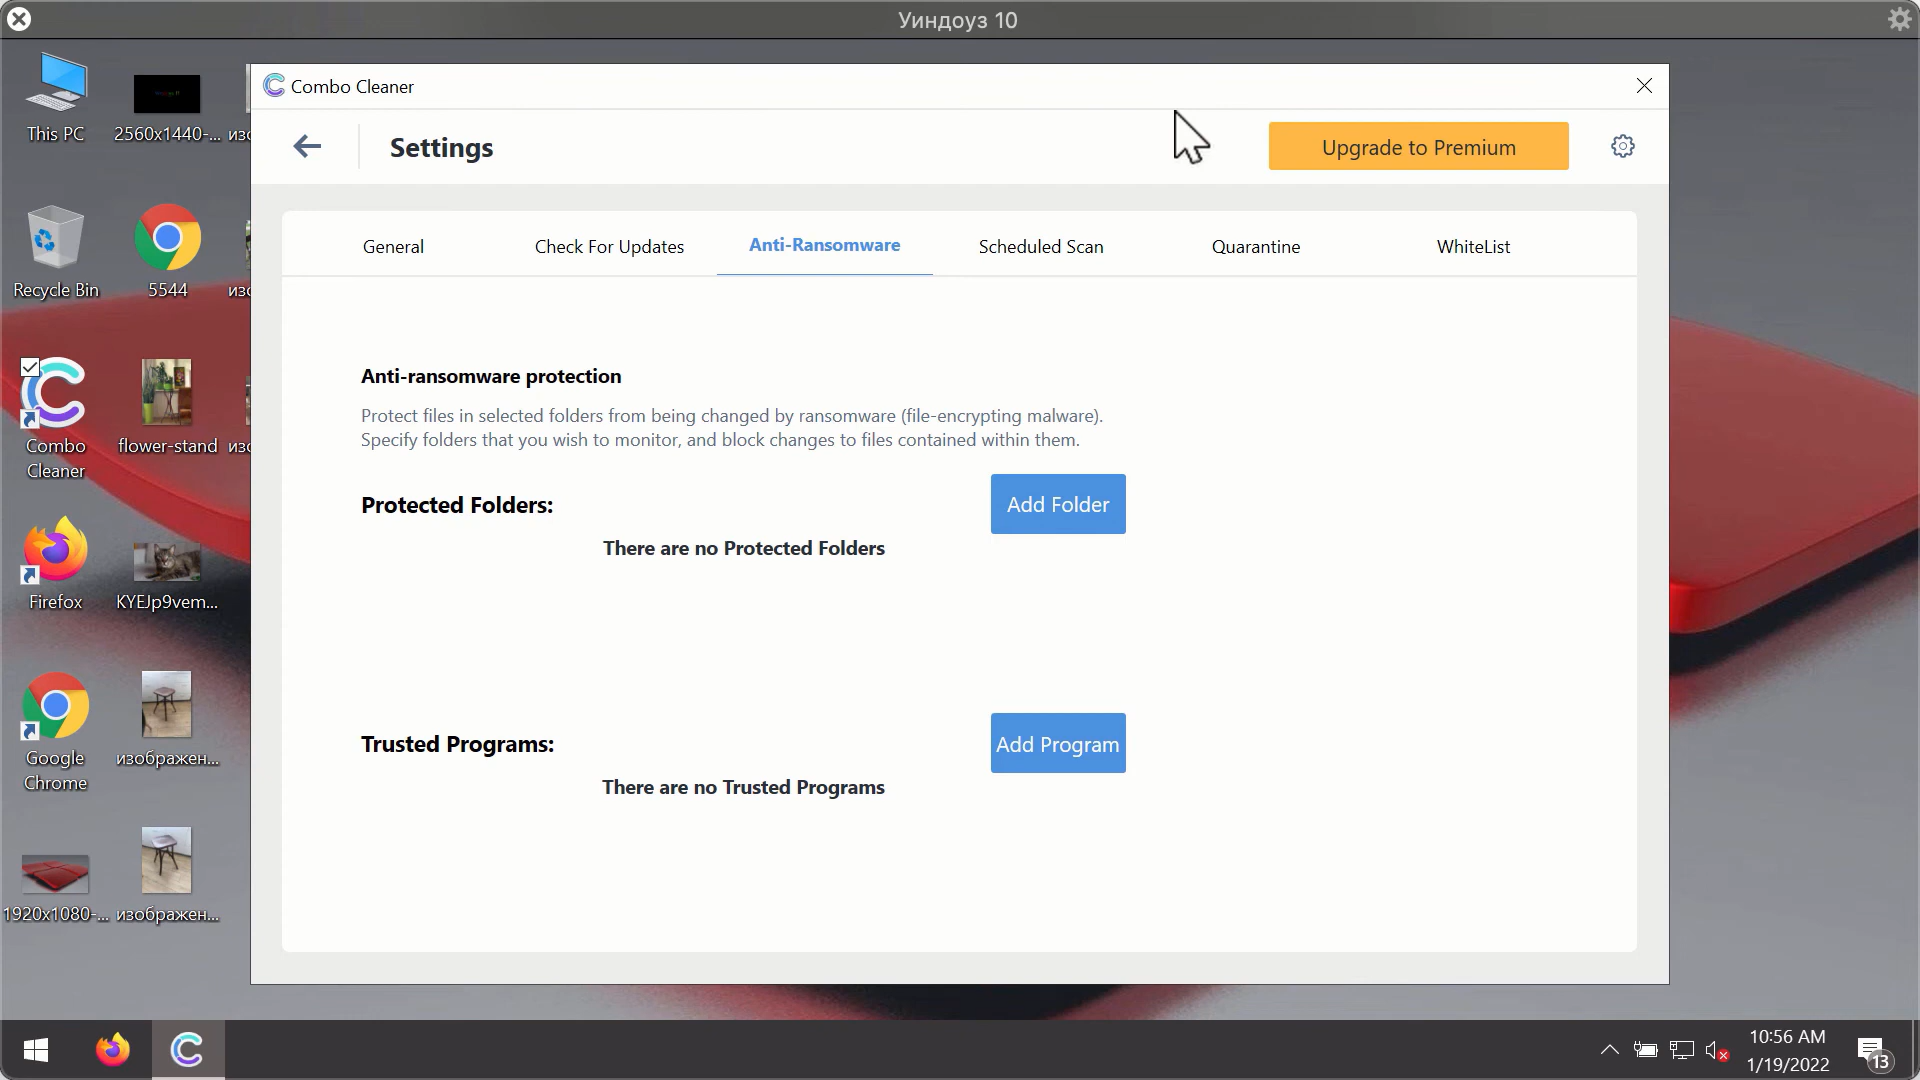 Уиндоуз 10
This PC
2560x1440-...
изо
Combo Cleaner
Settings
Upgrade to Premium
Recycle Bin
5544
изо
General
Check For Updates
Anti-Ransomware
Scheduled Scan
Quarantine
WhiteList
Anti-ransomware protection
Protect files in selected folders from being changed by ransomware (file-encrypting malware).
Specify folders that you wish to monitor, and block changes to files contained within them.
Combo
Cleaner
flower-stand
изо
Protected Folders:
Add Folder
There are no Protected Folders
Firefox
KYEJp9vem...
Trusted Programs:
Add Program
There are no Trusted Programs
Google
Chrome
изображен...
1920x1080-...
изображен...
10:56 AM
1/19/2022
13